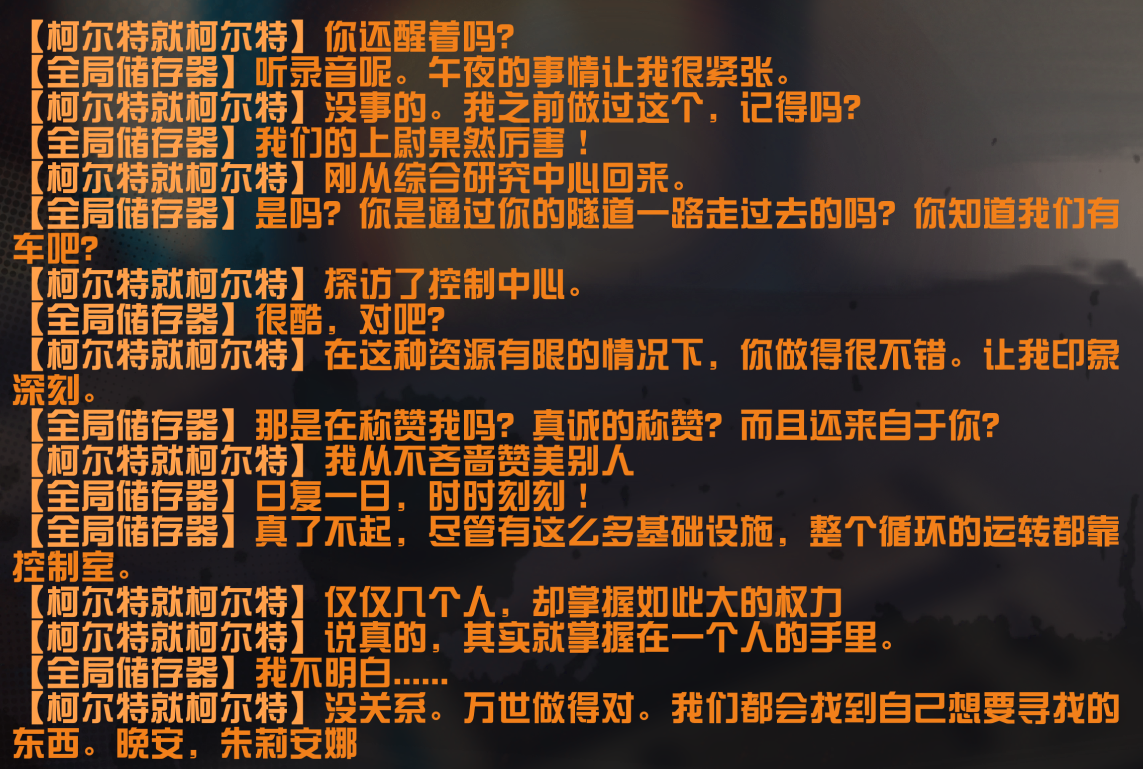 【柯尔特就柯尔特】你还醒着吗?
【全局储存器】听录音呢。午夜的事情让我很紧张。
【柯尔特就柯尔特】没事的。我之前做过这个，记得吗?
【全局储存器】我们的上尉果然厉害！
【柯尔特就柯尔特】刚从综合研究中心回来。
【全局储存器】是吗? 你是通过你的隧道一路走过去的吗? 你知道我们有
车吧?
【柯尔特就柯尔特】探访了控制中心。
【全局储存器】很酷，对吧?
【柯尔特就柯尔特】在这种资源有限的情况下，你做得很不错。让我印象
深刻。
【全局储存器】那是在称赞我吗? 真诚的称赞? 而且还来自于你?
【柯尔特就柯尔特】我从不吝啬赞美别人
【全局储存器】日复一日，时时刻刻！
【全局储存器】真了不起，尽管有这么多基础设施，整个循环的运转都靠
控制室。
【柯尔特就柯尔特】仅仅几个人，却掌握如此大的权力
【柯尔特就柯尔特】说真的，其实就掌握在一个人的手里。
【全局储存器】我不明白......
【柯尔特就柯尔特】没关系。万世做得对。我们都会找到自己想要寻找的
东西。晚安，朱莉安娜